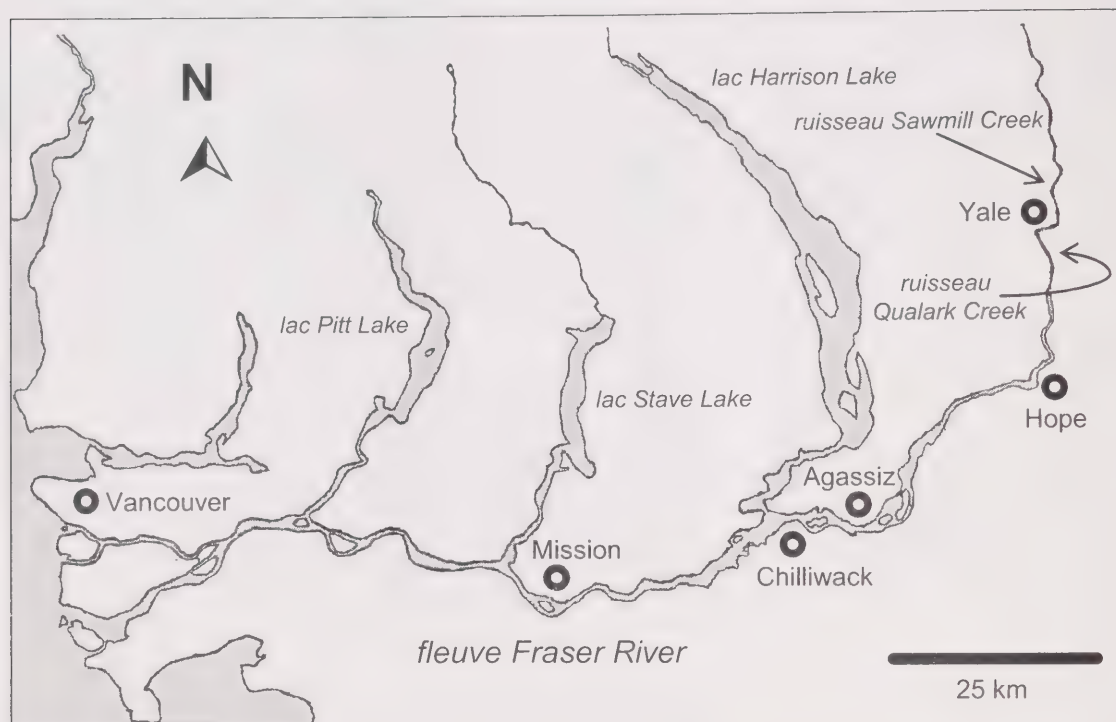 N
lac Harrison Lake
ruisseau Sawmill Creek
Yale
ruisseau
Qualark Creek
lac Pitt Lake
lac Stave Lake
Hope
Agassiz
Vancouver
Mission
Chilliwack
fleuve Fraser River
25 km